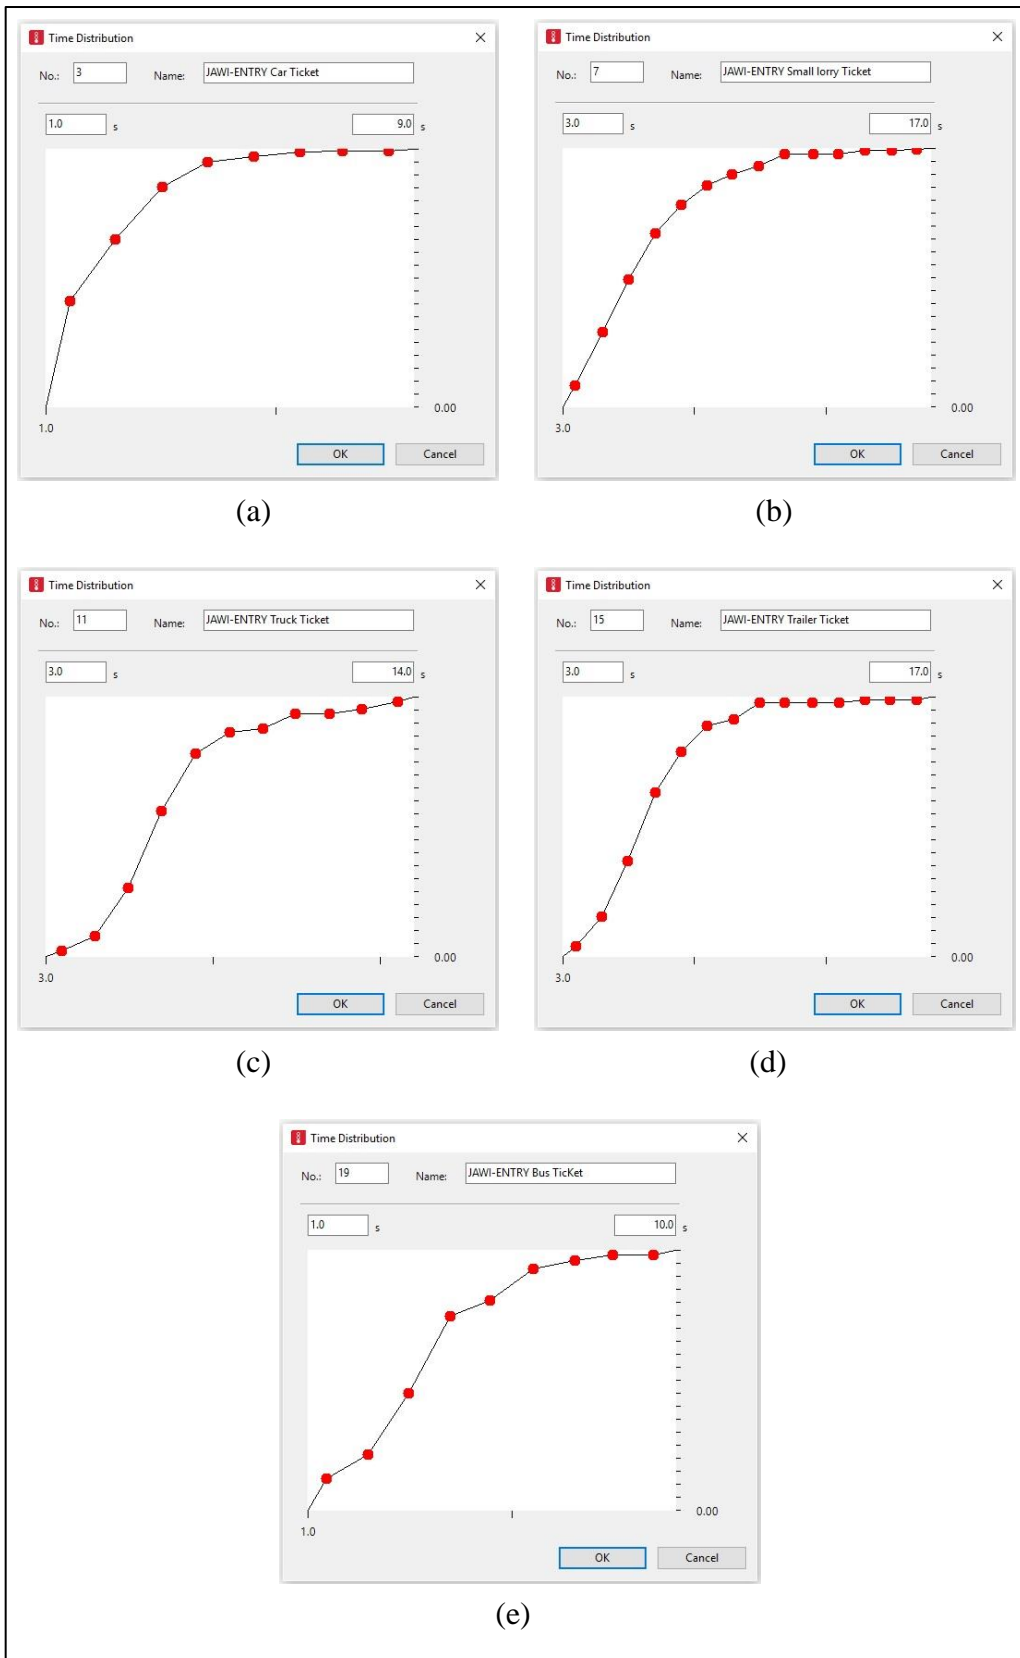 Time Distribution
No.: 3 Name: JAWI-ENTRY Car Ticket
1.0 s 9.0 s
0.00
1.0
OK Cancel
(a)
Time Distribution
No.: 7 Name: JAWI-ENTRY Small lorry Ticket
3.0 s 17.0 s
0.00
3.0
OK Cancel
(b)
Time Distribution
No.: 11 Name: JAWI-ENTRY Truck Ticket
3.0 s 14.0 s
0.00
3.0
OK Cancel
(c)
Time Distribution
No.: 15 Name: JAWI-ENTRY Trailer Ticket
3.0 s 17.0 s
0.00
3.0
OK Cancel
(d)
Time Distribution
No.: 19 Name: JAWI-ENTRY Bus TicKet
1.0 s 10.0 s
0.00
1.0
OK Cancel
(e)